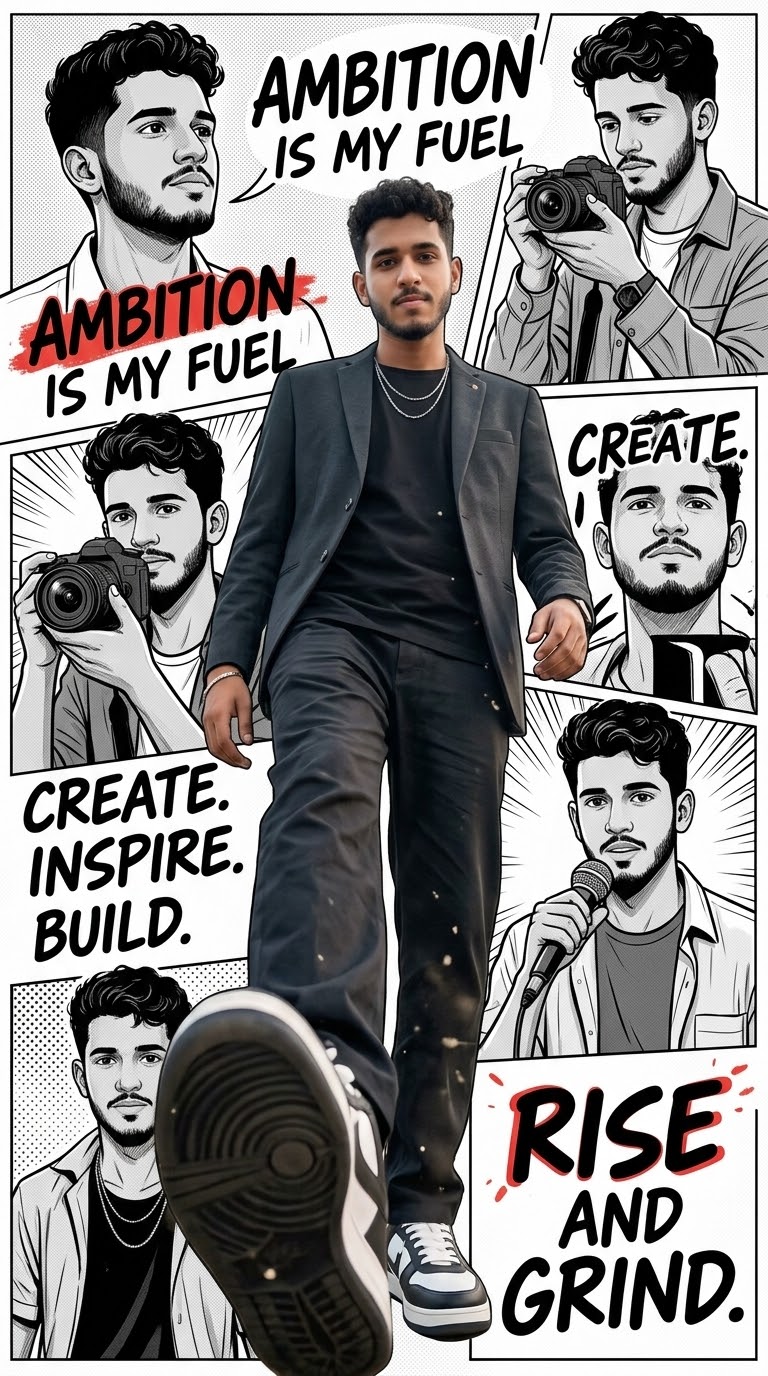 AMBITION
IS MY FUEL
AMBITION
IS MY FUEL
CREATE.
CREATE.
INSPIRE.
BUILD.
RISE
AND
GRIND.